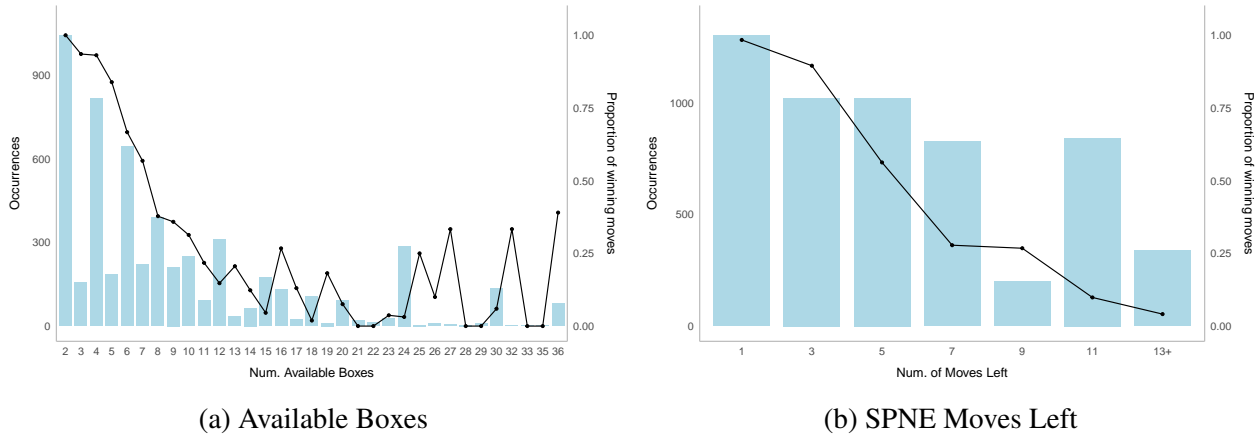 900
600
300
0
Occurrences
1.00
0.75
0.50
0.25
0.00
Proportion of winning moves
2 3 4 5 6 7 8 9 10 11 12 13 14 15 16 17 18 19 20 21 22 23 24 25 26 27 28 29 30 32 33 35 36
Num. Available Boxes
(a) Available Boxes
1000
500
0
Occurrences
1.00
0.75
0.50
0.25
0.00
Proportion of winning moves
1 3 5 7 9 11 13+
Num. of Moves Left
(b) SPNE Moves Left